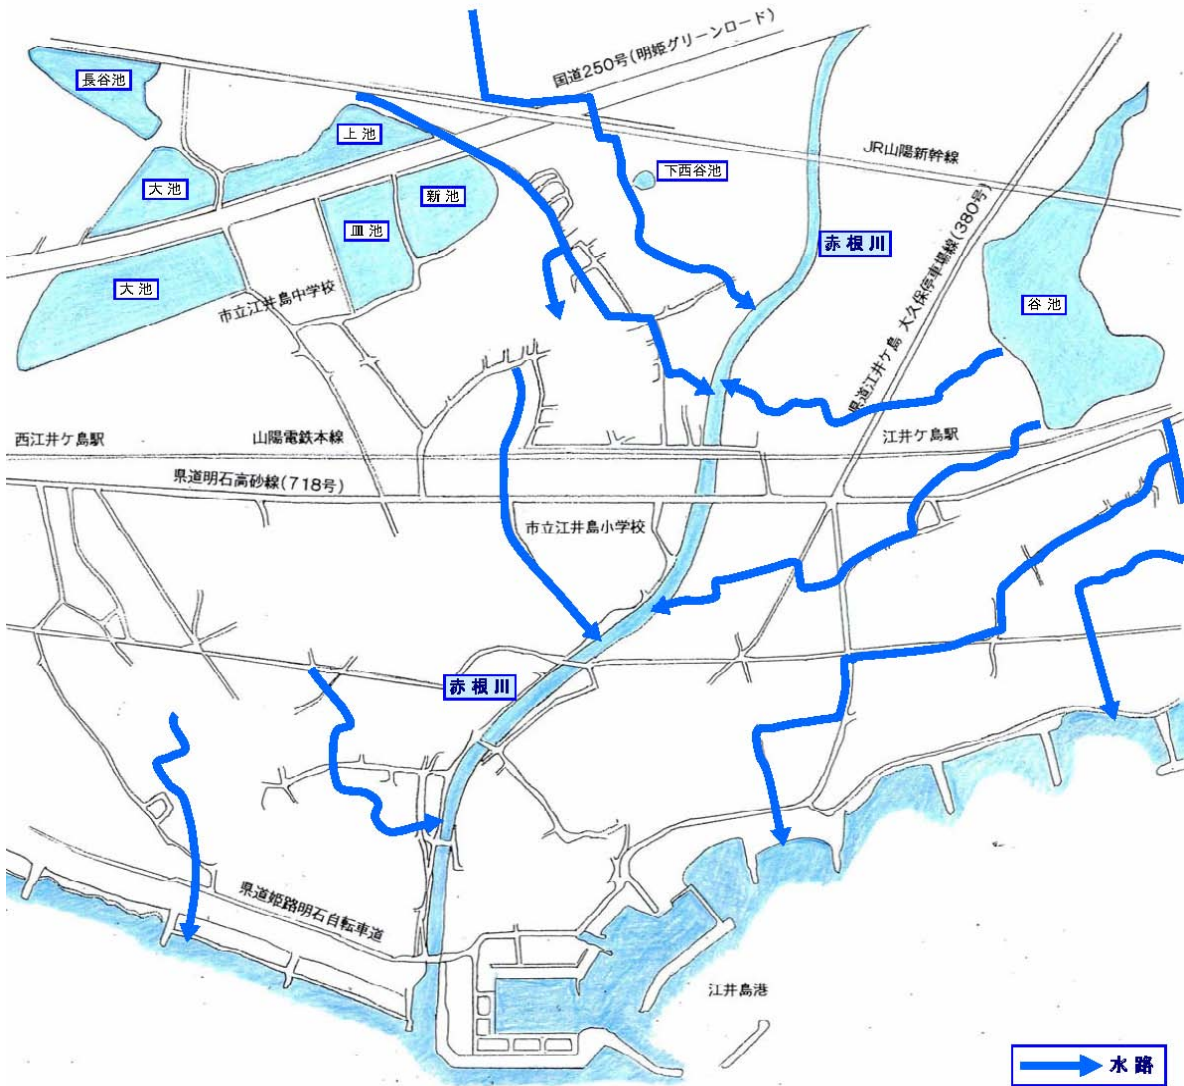 国道250号(明姫グリーンロード)
長谷池
上池
JR山陽新幹線
下西谷池
大池
新池
皿池
県道江井ケ島 大久保停車場線(380号)
赤根川
大池
市立江井島中学校
谷池
西江井ケ島駅
山陽電鉄本線
江井ケ島駅
県道明石高砂線(718号)
市立江井島小学校
赤根川
県道姫路明石自転車道
江井島港
水路